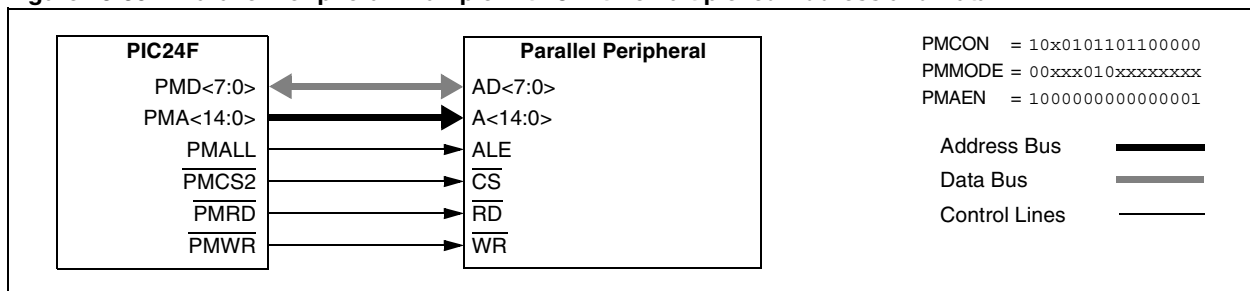 PIC24F
PMD<7:0>
PMA<14:0>
PMALL
PMCS2
PMRD
PMWR
Parallel Peripheral
AD<7:0>
A<14:0>
ALE
CS
RD
WR
PMCON = 10x0101101100000
PMMODE = 00xxx010xxxxxxxx
PMAEN = 1000000000000001
Address Bus
Data Bus
Control Lines